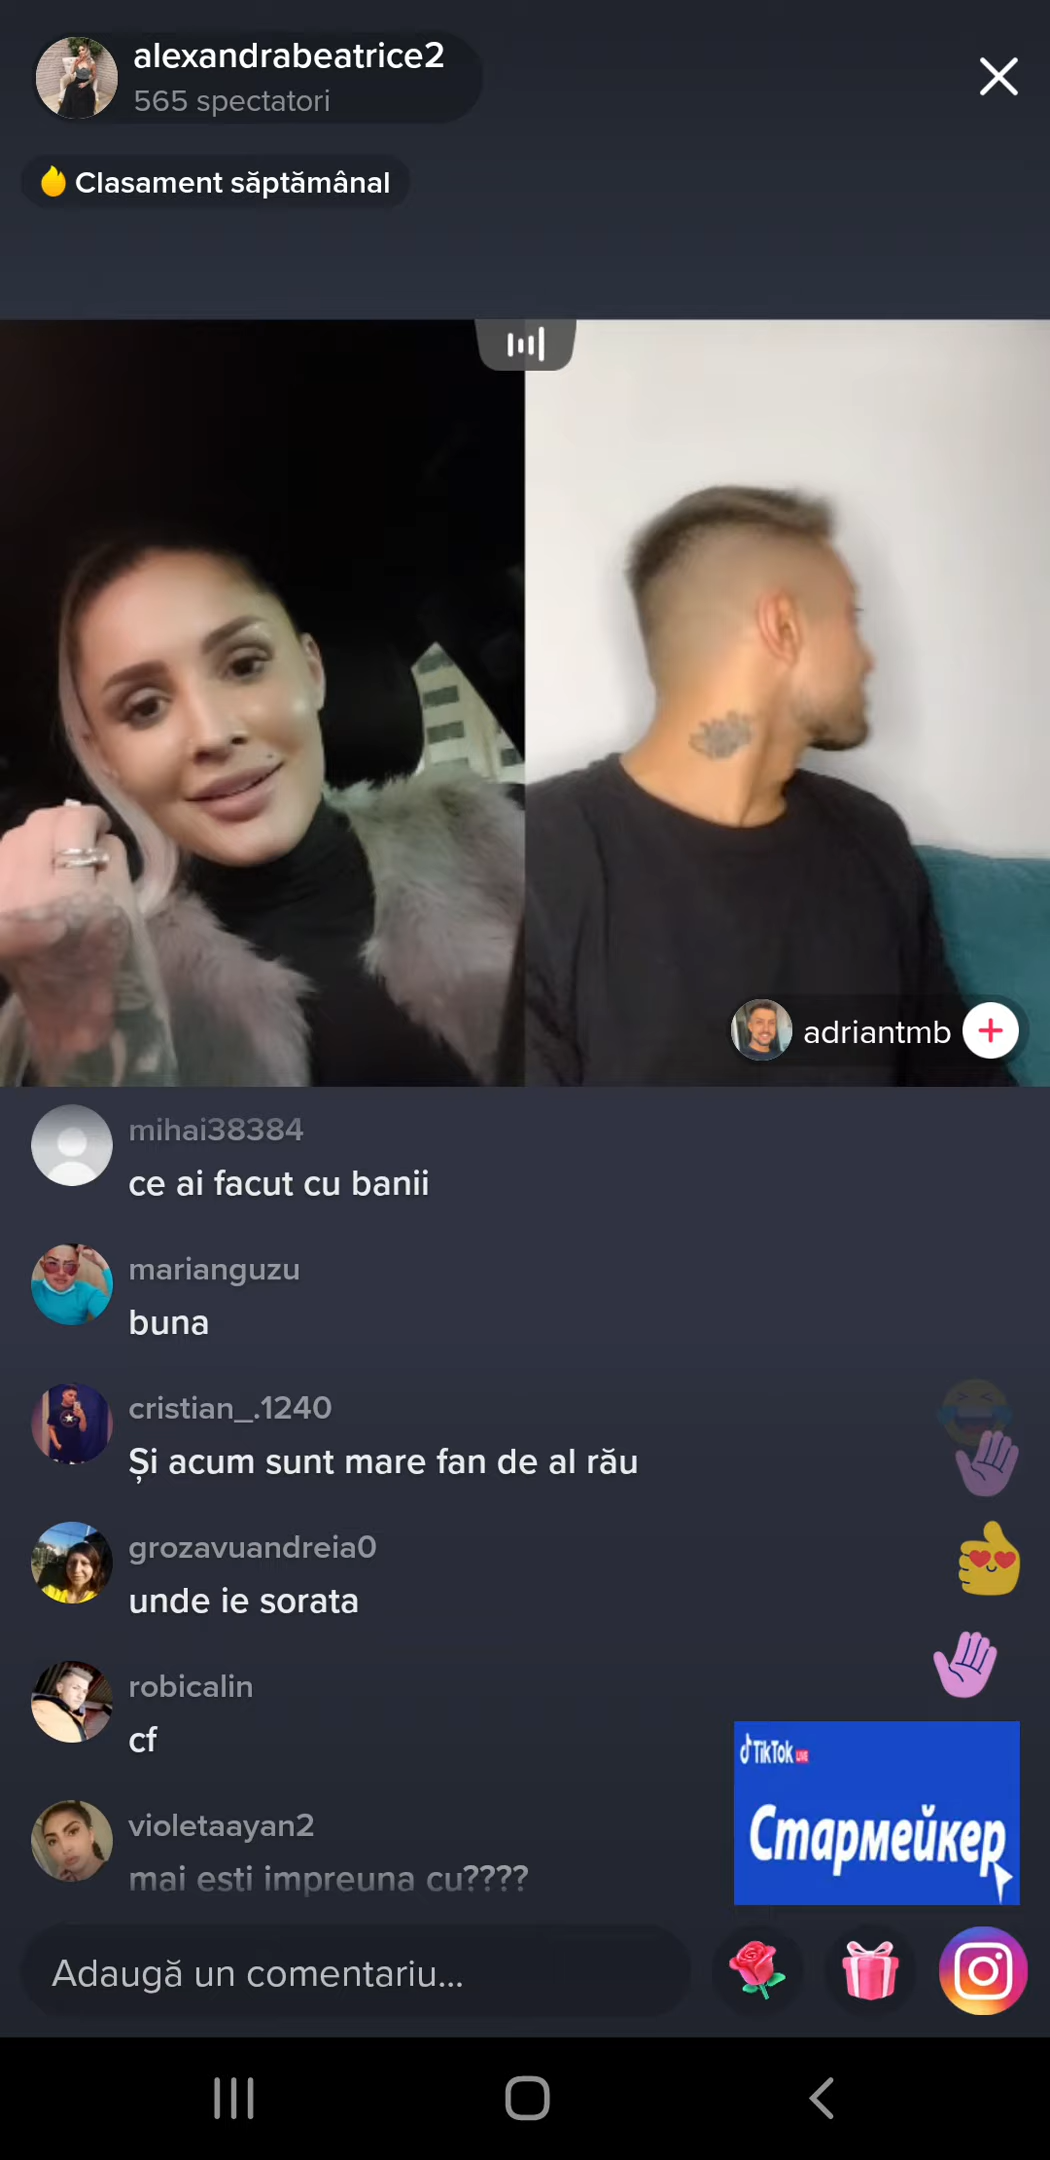 alexandrabeatrice2
565 spectatori
Clasament săptămânal
adriantmb
mihai38384
ce ai facut cu banii
marianguzu
buna
cristian_.1240
Și acum sunt mare fan de al rău
grozavuandreia0
unde ie sorata
robicalin
cf
violetaayan2
mai esti impreuna cu????
TikTok LIVE
Стармейкер
Adaugă un comentariu...